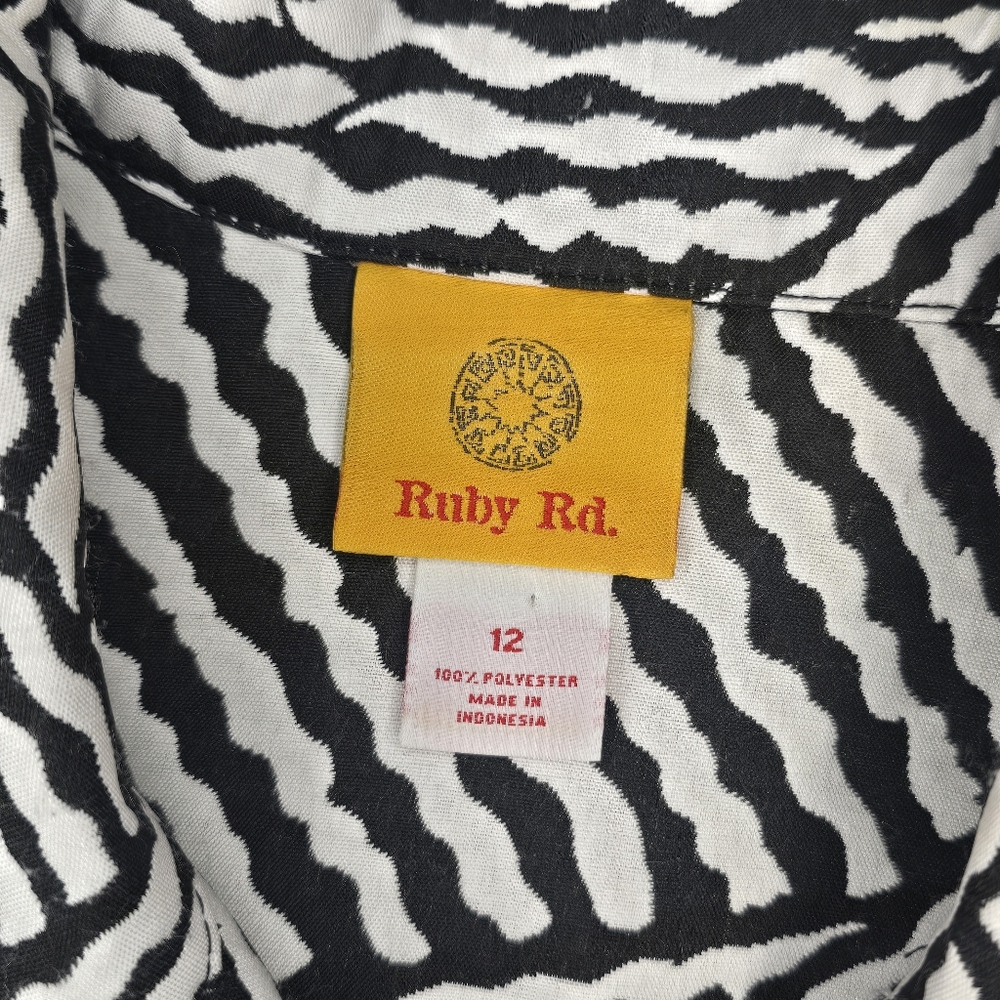 Ruby Rd.
12
100% POLYESTER
MADE IN
INDONESIA